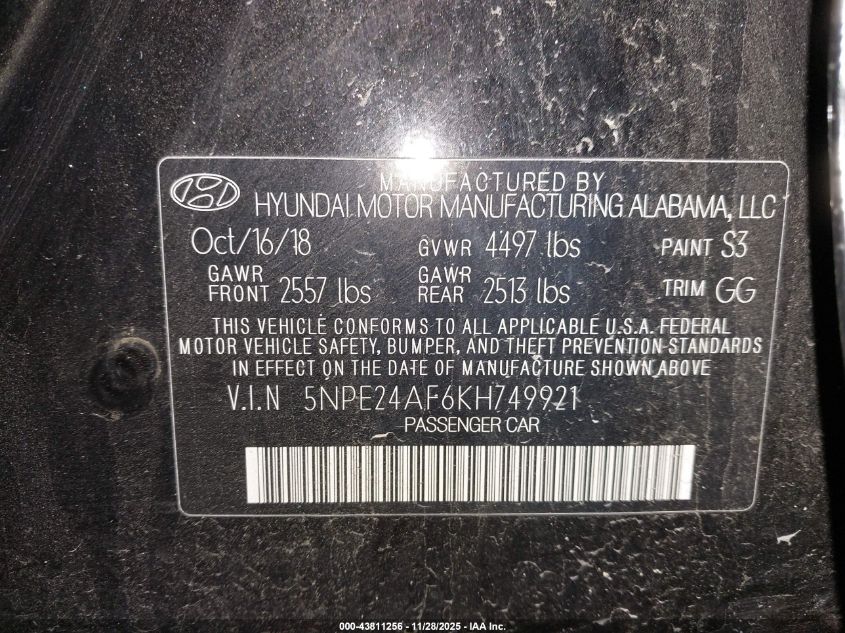 MANUFACTURED BY
HYUNDAI MOTOR MANUFACTURING ALABAMA, LLC
Oct/16/18 GVWR 4497 lbs PAINT S3
GAWR FRONT 2557 lbs GAWR REAR 2513 lbs TRIM GG
THIS VEHICLE CONFORMS TO ALL APPLICABLE U.S.A. FEDERAL
MOTOR VEHICLE SAFETY, BUMPER, AND THEFT PREVENTION STANDARDS
IN EFFECT ON THE DATE OF MANUFACTURE SHOWN ABOVE
V.I.N 5NPE24AF6KH749921
PASSENGER CAR
000-43811256 - 11/28/2025 - IAA Inc.